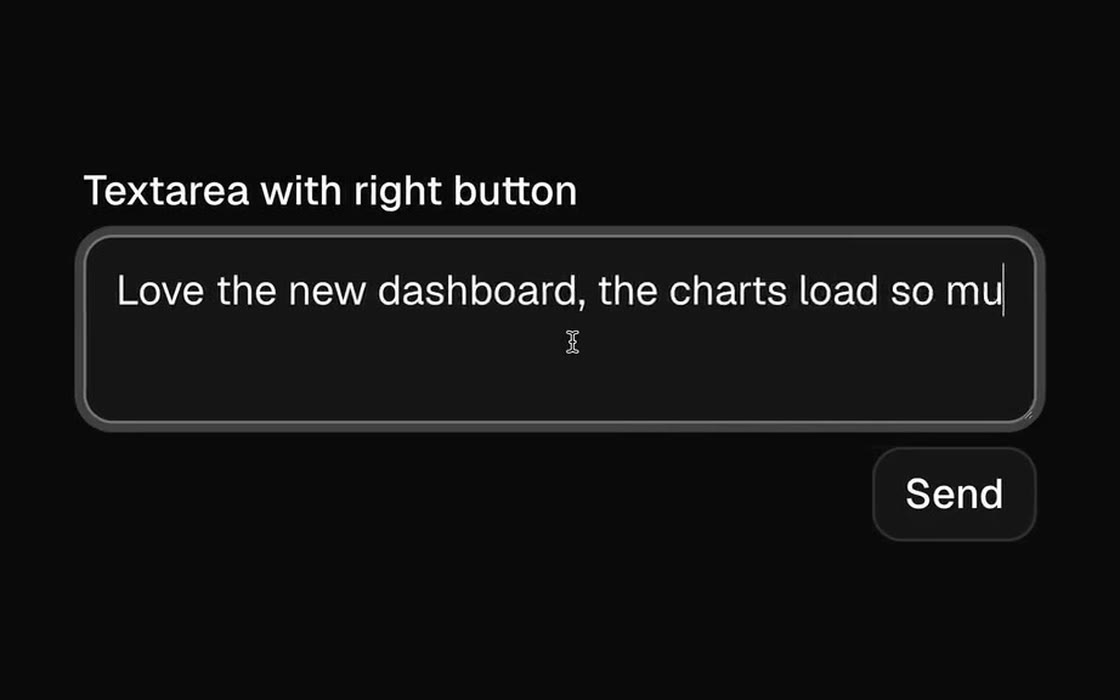 Textarea with right button
Love the new dashboard, the charts load so mu
Send